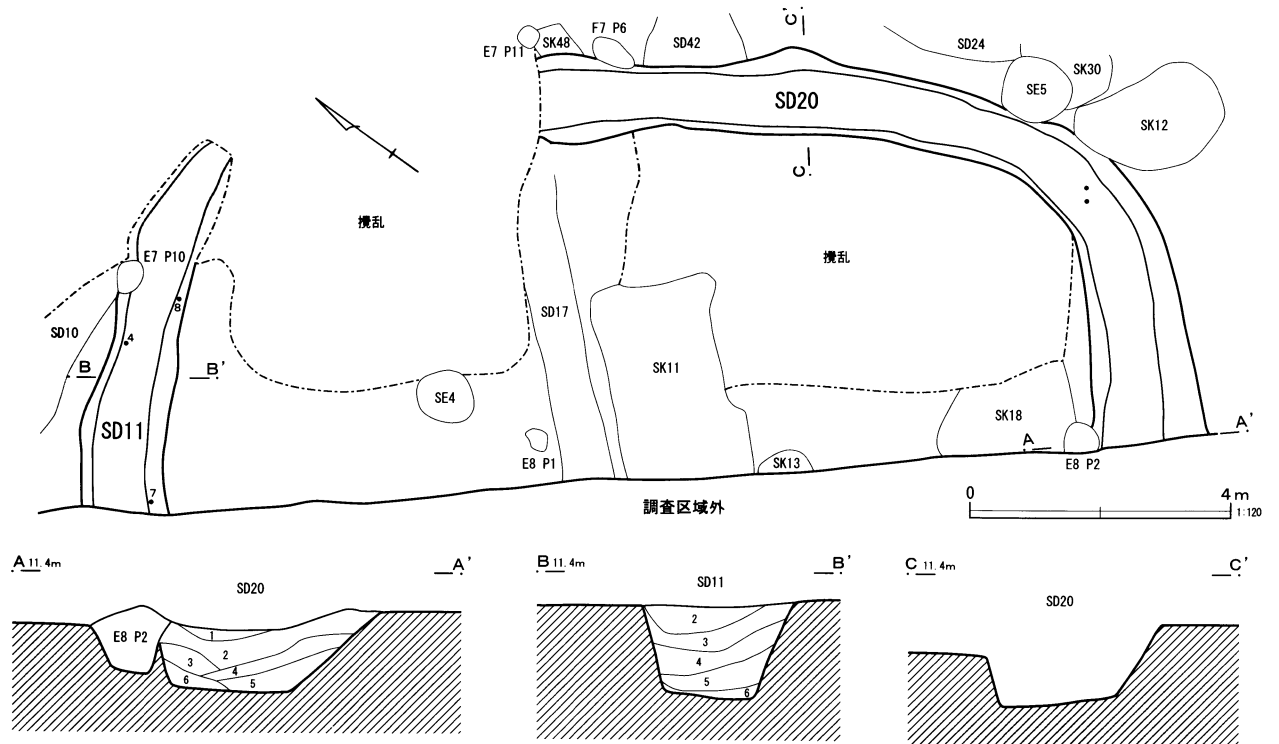 C'
F7 P6
E7 P11
SK48
SD42
SD24
SK30
SE5
SK12
SD20
C
攪乱
攪乱
E7 P10
8
SD10
4
B
B'
SD17
SK11
SE4
SD11
SK18
A
A'
E8 P1
SK13
E8 P2
7
調査区域外
0
4m
1:120
A 11.4m
A'
SD20
E8 P2
1
2
3
4
5
6
B 11.4m
B'
SD11
2
3
4
5
6
C 11.4m
C'
SD20